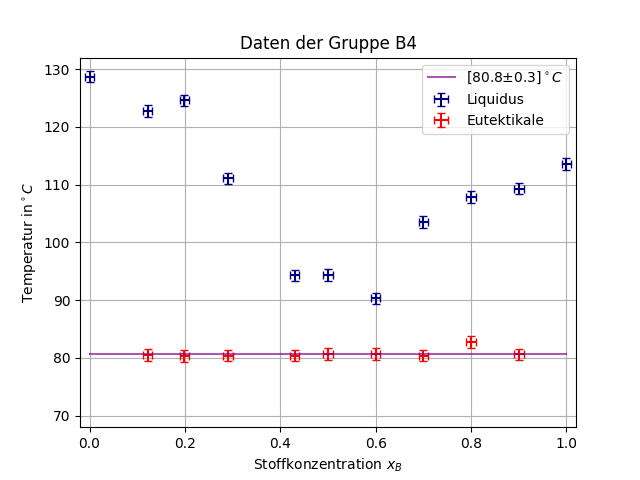 Daten der Gruppe B4
[80.8±0.3]°C
Liquidus
Eutektikale
Temperatur in °C
130
120
110
100
90
80
70
0.0 0.2 0.4 0.6 0.8 1.0
Stoffkonzentration x_B